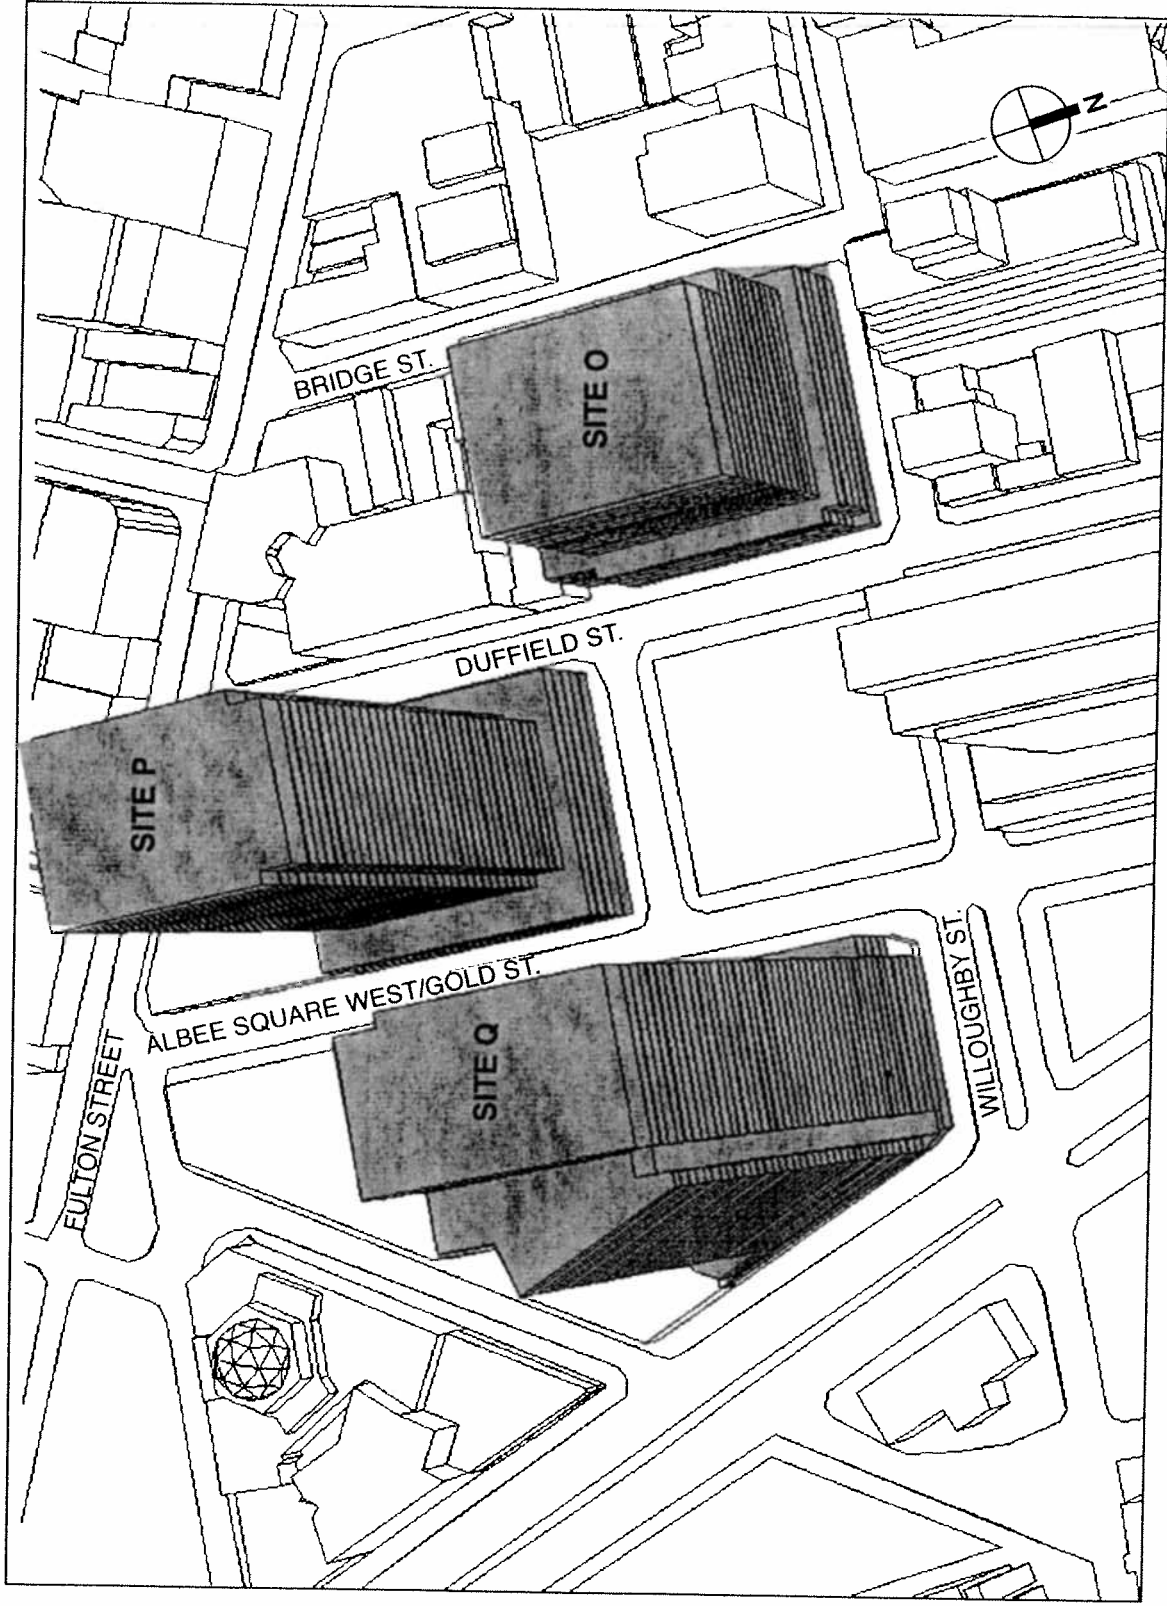 N
BRIDGE ST.
SITE O
DUFFIELD ST.
SITE P
ALBEE SQUARE WEST/GOLD ST.
SITE Q
WILLOUGHBY ST.
FULTON STREET